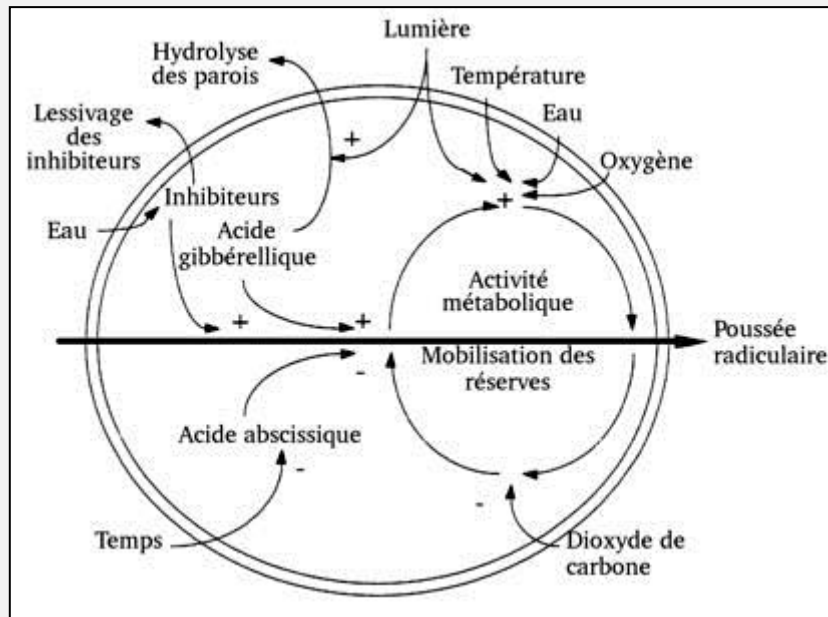 Lumière
Hydrolyse
des parois
Température
Lessivage
des
inhibiteurs
Eau
Oxygène
+
+
Inhibiteurs
Acide
gibbérellique
Eau
Activité
métabolique
+
+
Poussée
radiculaire
Mobilisation des
réserves
-
Acide abscissique
-
-
Temps
Dioxyde de
carbone